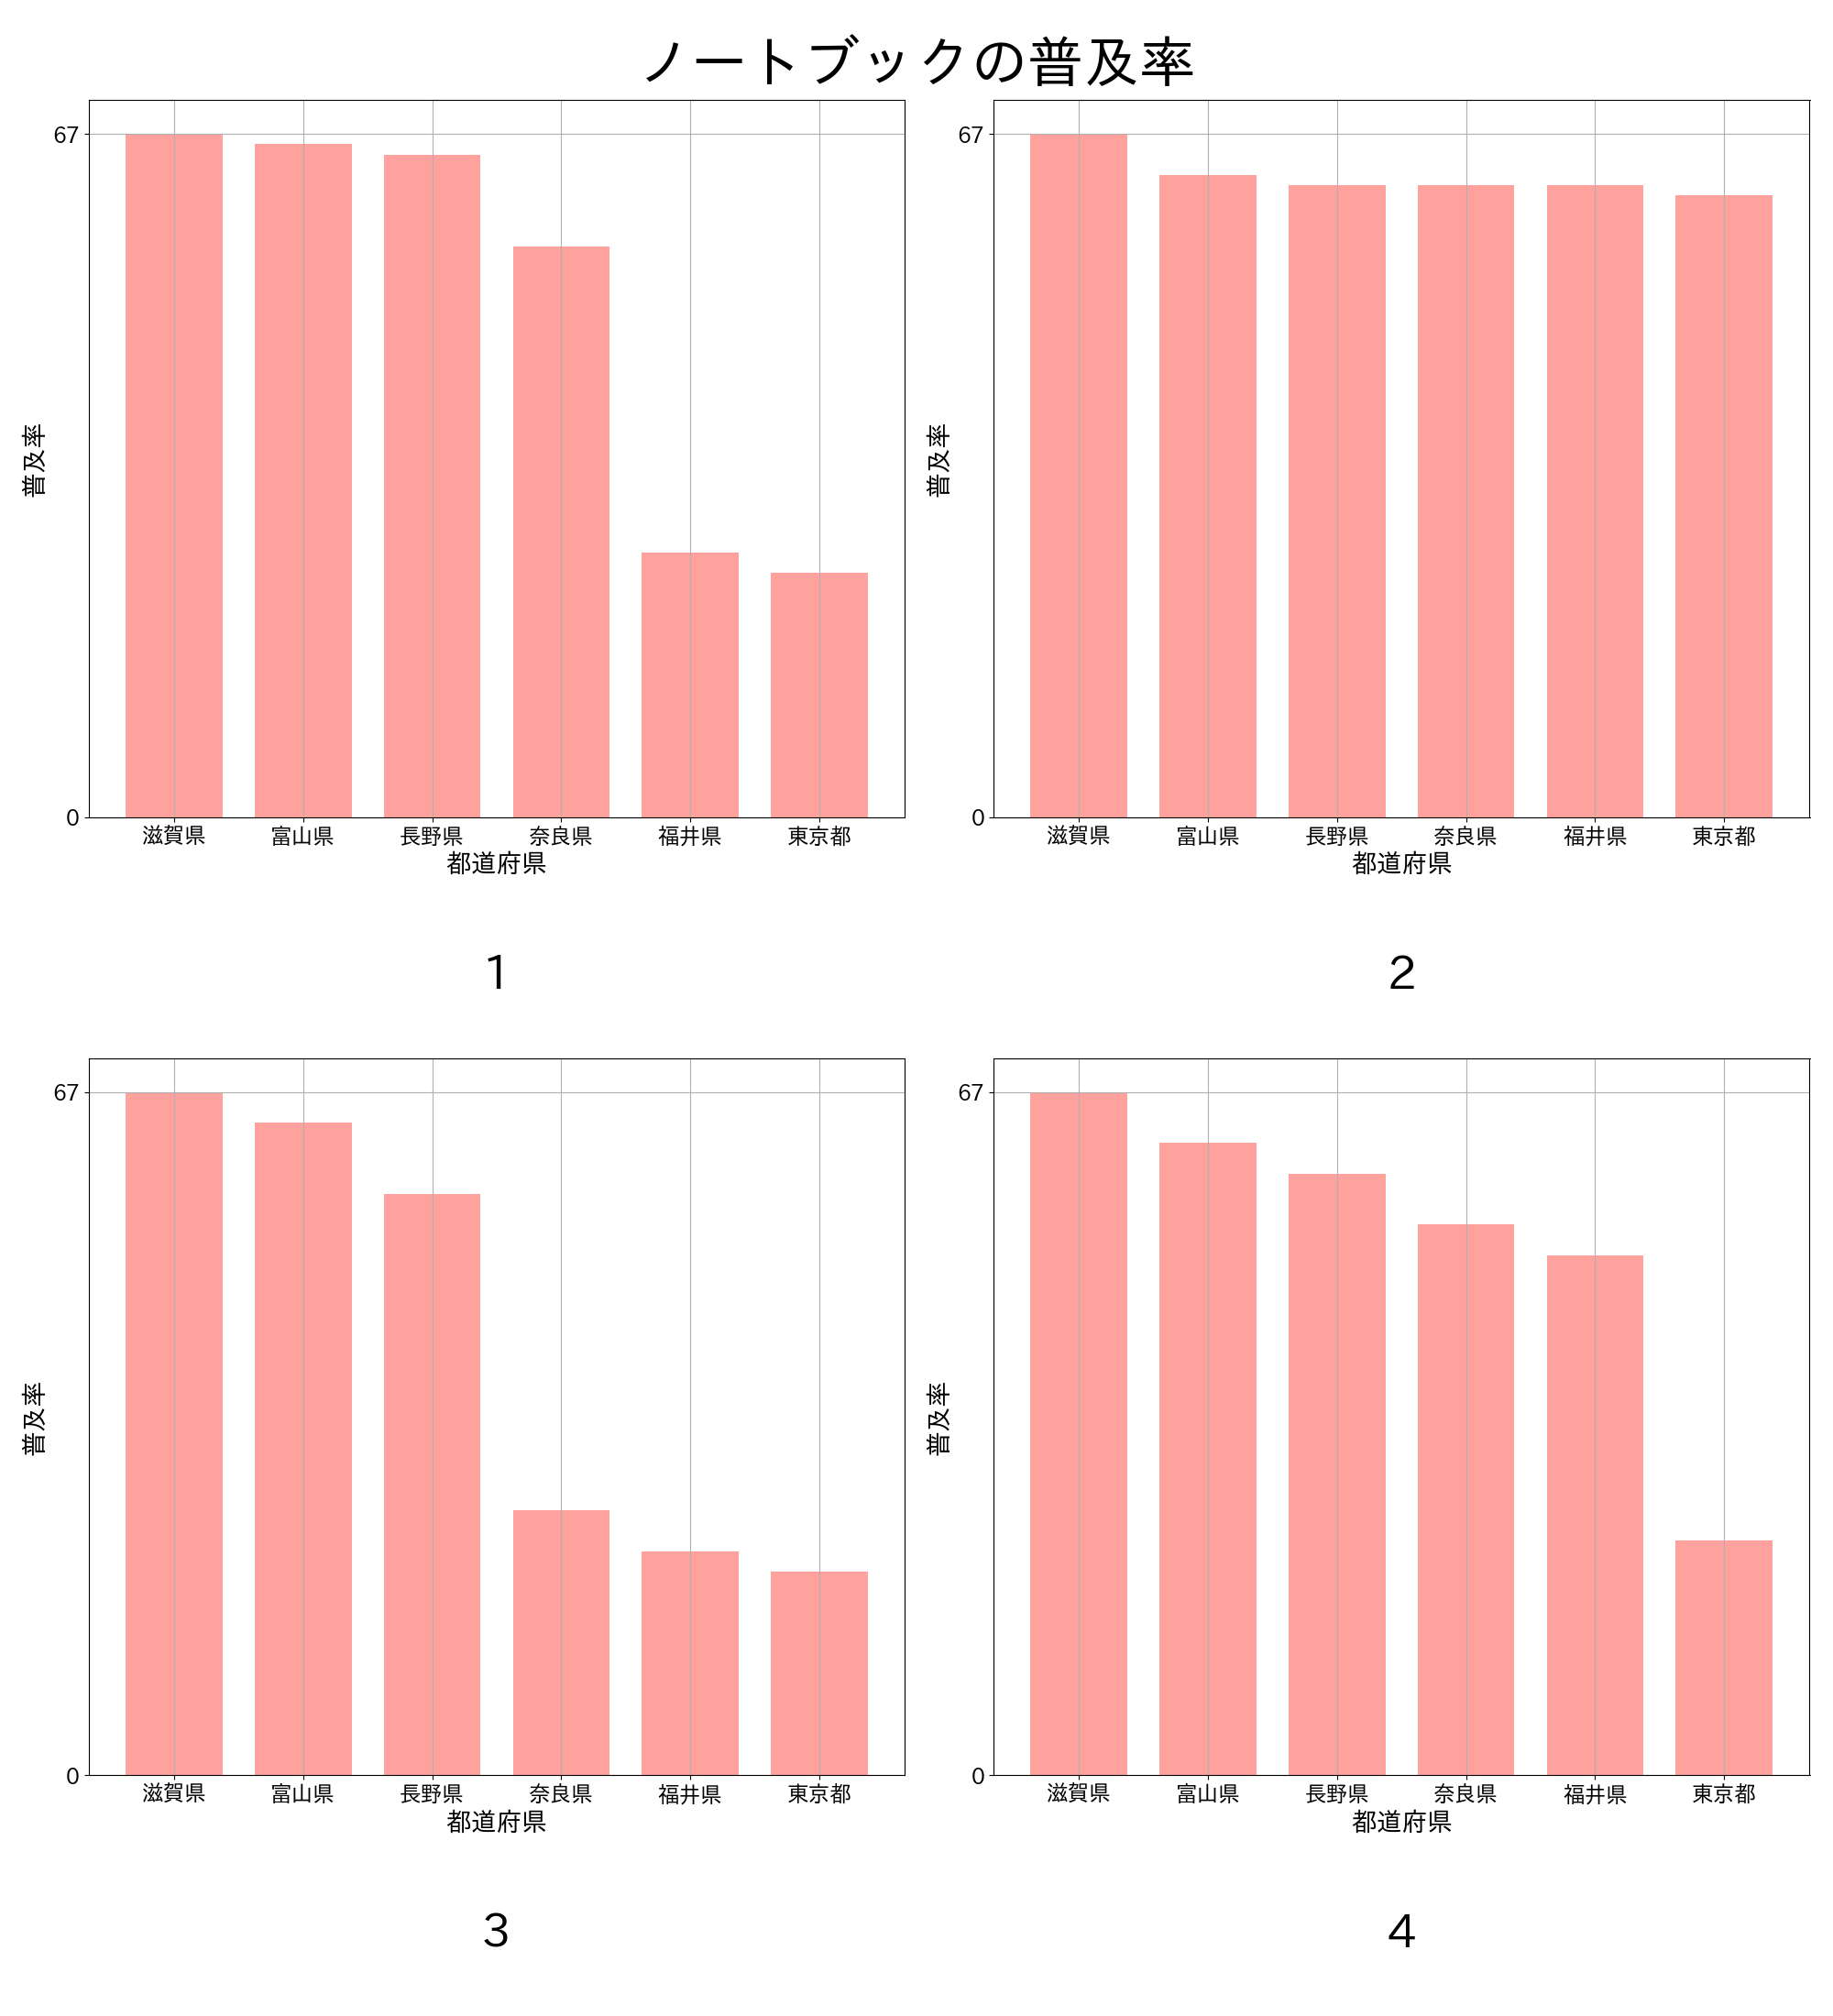 ノートブックの普及率
67
0
普及率
滋賀県 富山県 長野県 奈良県 福井県 東京都
都道府県
1
67
0
普及率
滋賀県 富山県 長野県 奈良県 福井県 東京都
都道府県
2
67
0
普及率
滋賀県 富山県 長野県 奈良県 福井県 東京都
都道府県
3
67
0
普及率
滋賀県 富山県 長野県 奈良県 福井県 東京都
都道府県
4